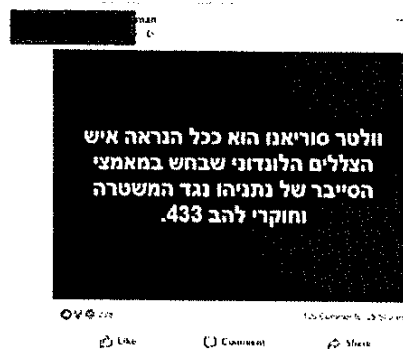 man
וולטר סוריאנו הוא ככל הנראה איש
הצללים הלונדוני שבחש במאמצי
הסייבר של נתניהו נגד המשטרה
וחוקרי להב 433.
Like
Comment
Share